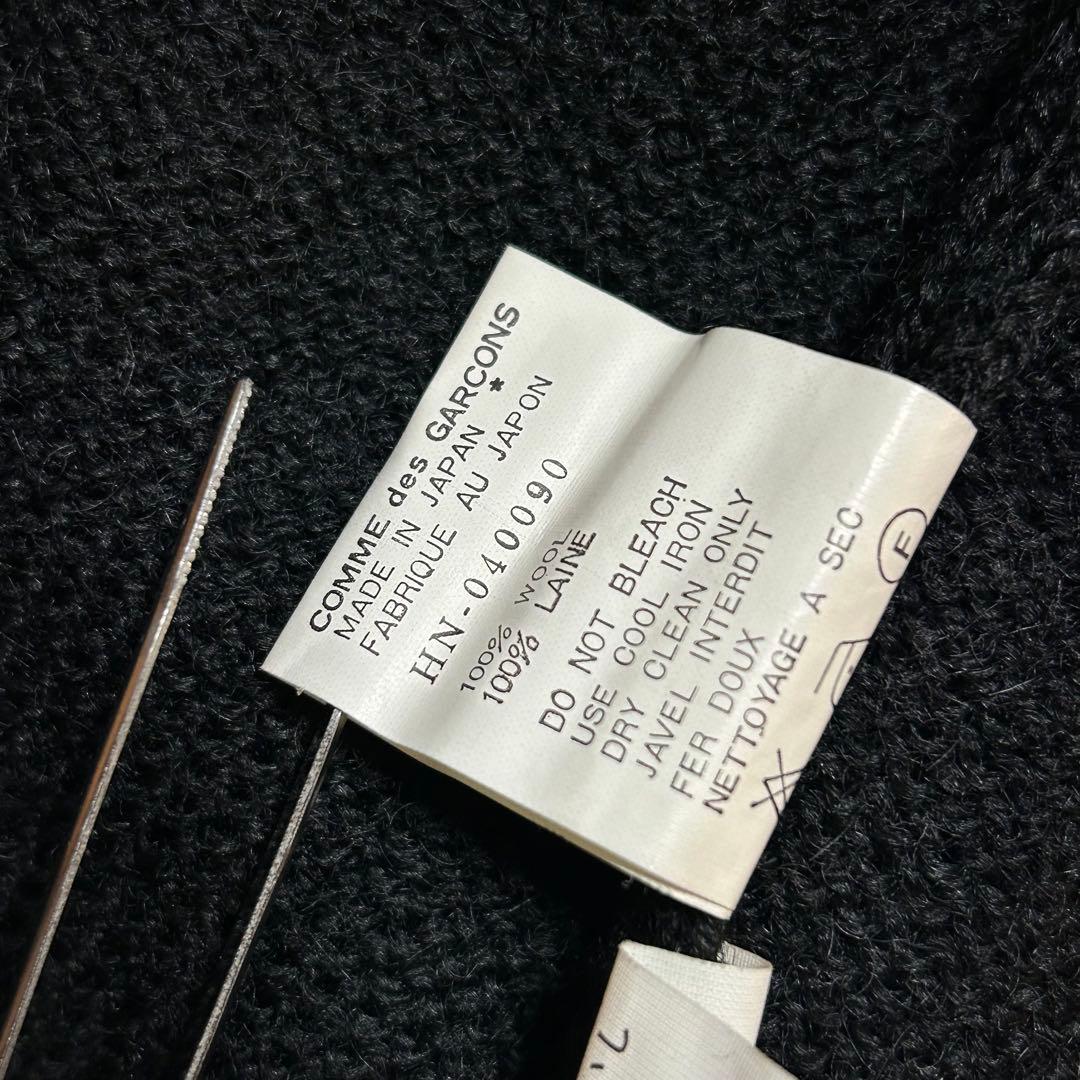 COMME des GARCONS
MADE IN JAPAN *
FABRIQUE AU JAPON
HN-040090
100% WOOL
100% LAINE
DO NOT BLEACH
USE COOL IRON
DRY CLEAN ONLY
JAVEL INTERDIT
FER DOUX
NETTOYAGE A SEC
F